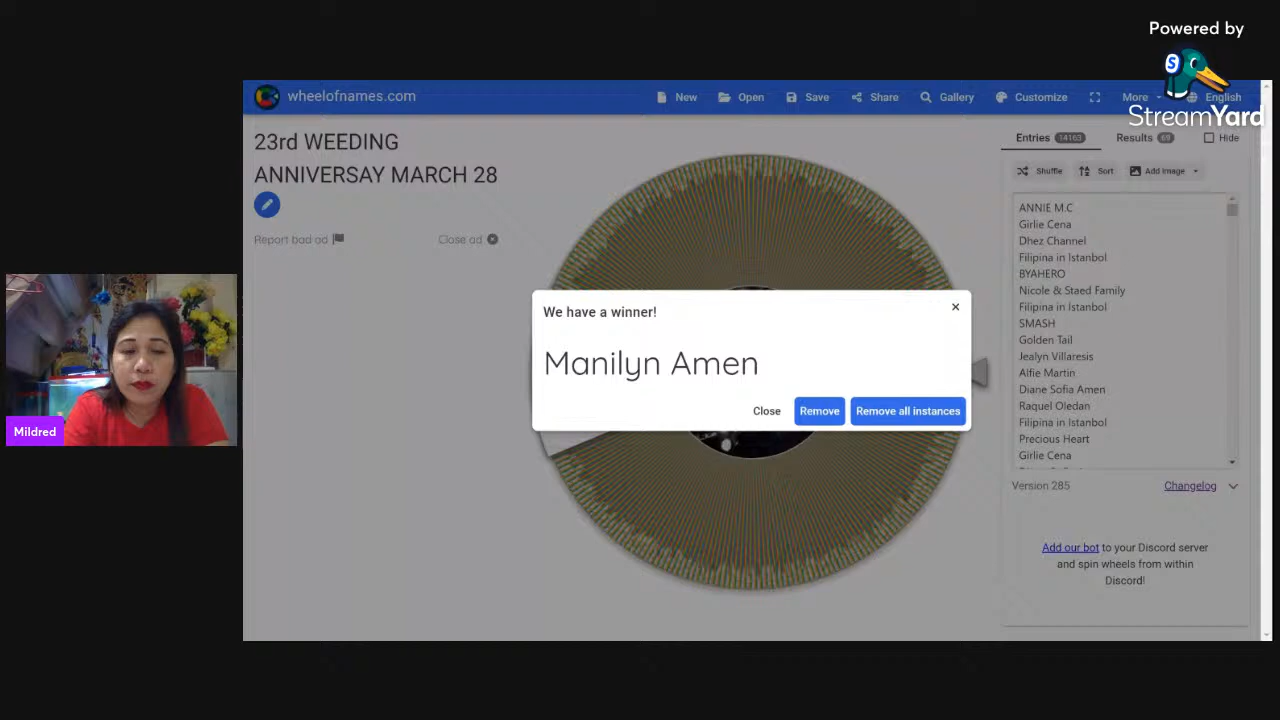 Powered by
StreamYard
wheelofnames.com
New
Open
Save
Share
Gallery
Customize
More
English
23rd WEEDING
ANNIVERSAY MARCH 28
Report bad ad
Close ad
Entries 14163
Results 69
Hide
Shuffle
Sort
Add Image
ANNIE M.C
Girlie Cena
Dhez Channel
Filipina in Istanbol
BYAHERO
Nicole & Staed Family
Filipina in Istanbol
SMASH
Golden Tail
Jealyn Villaresis
Alfie Martin
Diane Sofia Amen
Raquel Oledan
Filipina in Istanbol
Precious Heart
Girlie Cena
Version 285
Changelog
Add our bot to your Discord server
and spin wheels from within
Discord!
We have a winner!
Manilyn Amen
Close
Remove
Remove all instances
Mildred